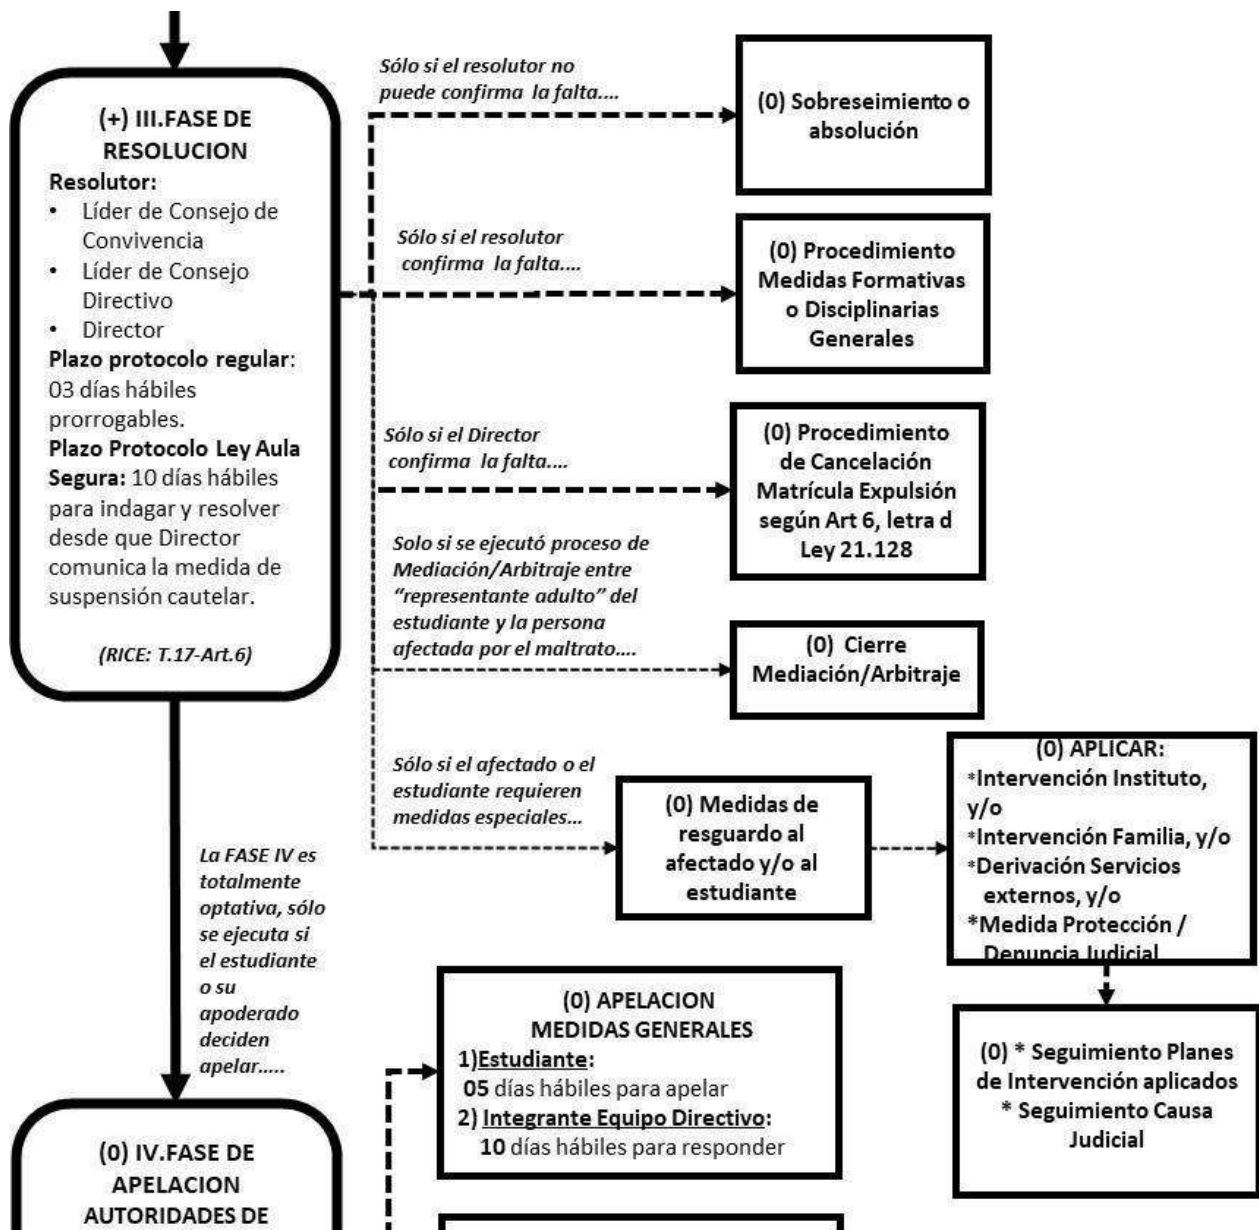 (+) III.FASE DE
RESOLUCION
Resolutor:
• Líder de Consejo de
Convivencia
• Líder de Consejo
Directivo
• Director
Plazo protocolo regular:
03 días hábiles
prorrogables.
Plazo Protocolo Ley Aula
Segura: 10 días hábiles
para indagar y resolver
desde que Director
comunica la medida de
suspensión cautelar.
(RICE: T.17-Art.6)
Sólo si el resolutor no
puede confirma la falta....
(0) Sobreseimiento o
absolución
Sólo si el resolutor
confirma la falta....
(0) Procedimiento
Medidas Formativas
o Disciplinarias
Generales
Sólo si el Director
confirma la falta....
(0) Procedimiento
de Cancelación
Matrícula Expulsión
según Art 6, letra d
Ley 21.128
Solo si se ejecutó proceso de
Mediación/Arbitraje entre
“representante adulto” del
estudiante y la persona
afectada por el maltrato....
(0) Cierre
Mediación/Arbitraje
Sólo si el afectado o el
estudiante requieren
medidas especiales...
(0) Medidas de
resguardo al
afectado y/o al
estudiante
(0) APLICAR:
*Intervención Instituto,
y/o
*Intervención Familia, y/o
*Derivación Servicios
externos, y/o
*Medida Protección /
Denuncia Judicial
(0) * Seguimiento Planes
de Intervención aplicados
* Seguimiento Causa
Judicial
La FASE IV es
totalmente
optativa, sólo
se ejecuta si
el estudiante
o su
apoderado
deciden
apelar.....
(0) APELACION
MEDIDAS GENERALES
1)Estudiante:
05 días hábiles para apelar
2) Integrante Equipo Directivo:
10 días hábiles para responder
(0) IV.FASE DE
APELACION
AUTORIDADES DE